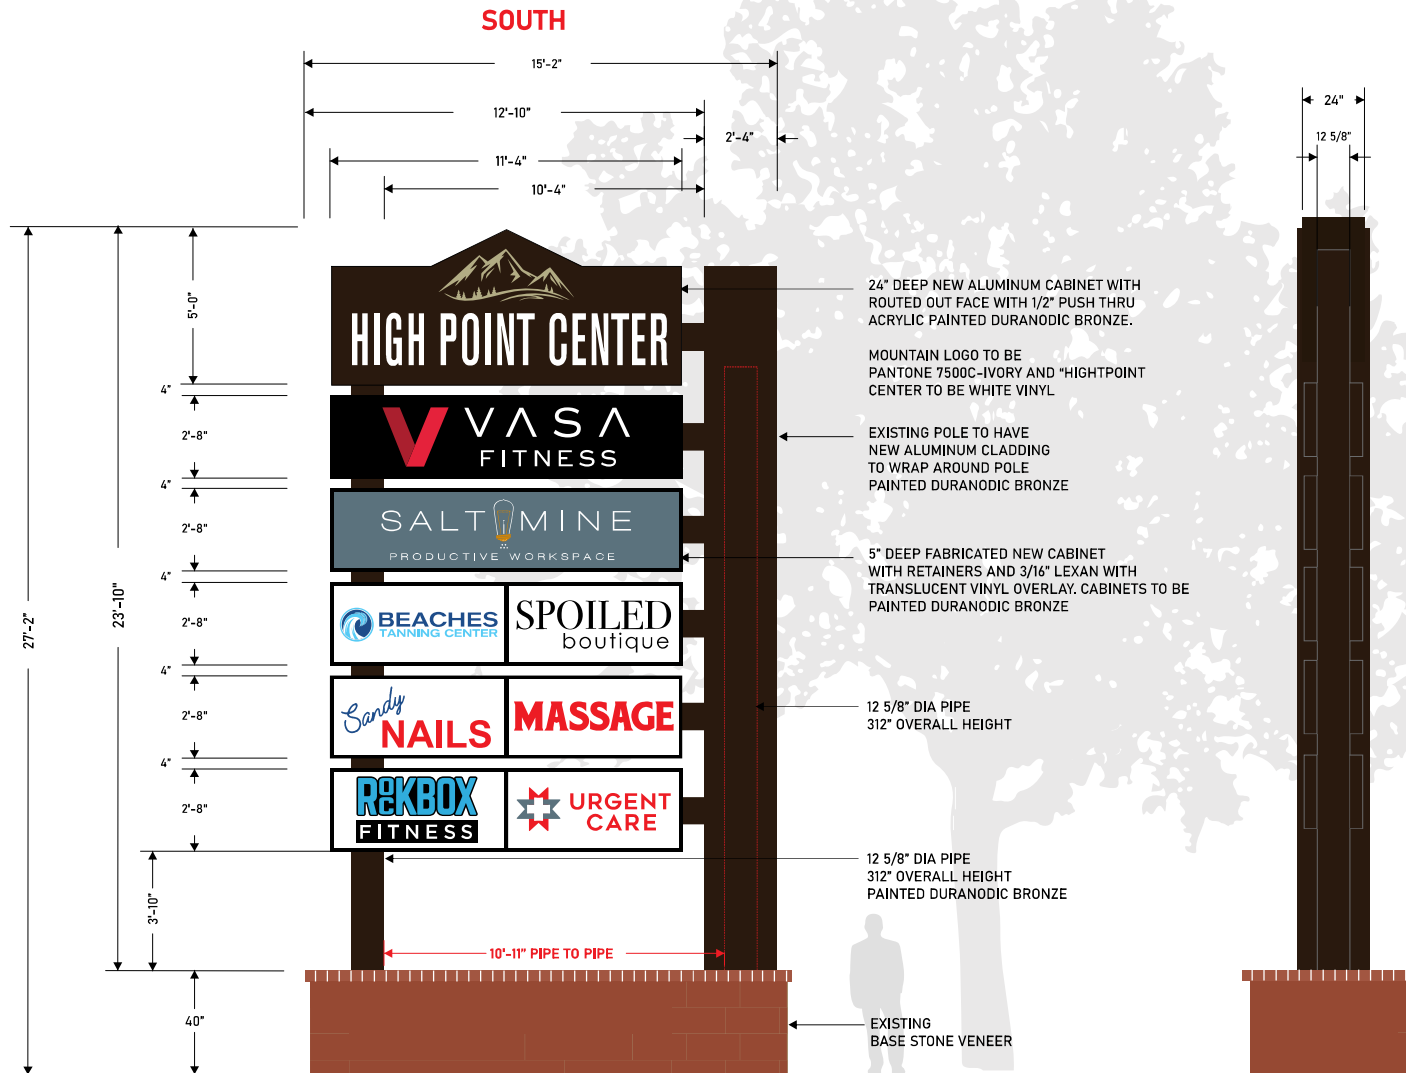 SOUTH
15'-2"
12'-10"
2'-4"
11'-4"
10'-4"
24"
12 5/8"
27'-2"
23'-10"
5'-0"
4"
2'-8"
4"
2'-8"
4"
2'-8"
4"
2'-8"
4"
2'-8"
3'-10"
40"
HIGH POINT CENTER
VASA
FITNESS
SALT MINE
PRODUCTIVE WORKSPACE
BEACHES
TANNING CENTER
SPOILED
boutique
Sandy
NAILS
MASSAGE
ROCKBOX
FITNESS
URGENT
CARE
10'-11" PIPE TO PIPE
24" DEEP NEW ALUMINUM CABINET WITH
ROUTED OUT FACE WITH 1/2" PUSH THRU
ACRYLIC PAINTED DURANODIC BRONZE.
MOUNTAIN LOGO TO BE
PANTONE 7500C-IVORY AND "HIGHTPOINT
CENTER TO BE WHITE VINYL
EXISTING POLE TO HAVE
NEW ALUMINUM CLADDING
TO WRAP AROUND POLE
PAINTED DURANODIC BRONZE
5" DEEP FABRICATED NEW CABINET
WITH RETAINERS AND 3/16" LEXAN WITH
TRANSLUCENT VINYL OVERLAY. CABINETS TO BE
PAINTED DURANODIC BRONZE
12 5/8" DIA PIPE
312" OVERALL HEIGHT
12 5/8" DIA PIPE
312" OVERALL HEIGHT
PAINTED DURANODIC BRONZE
EXISTING
BASE STONE VENEER